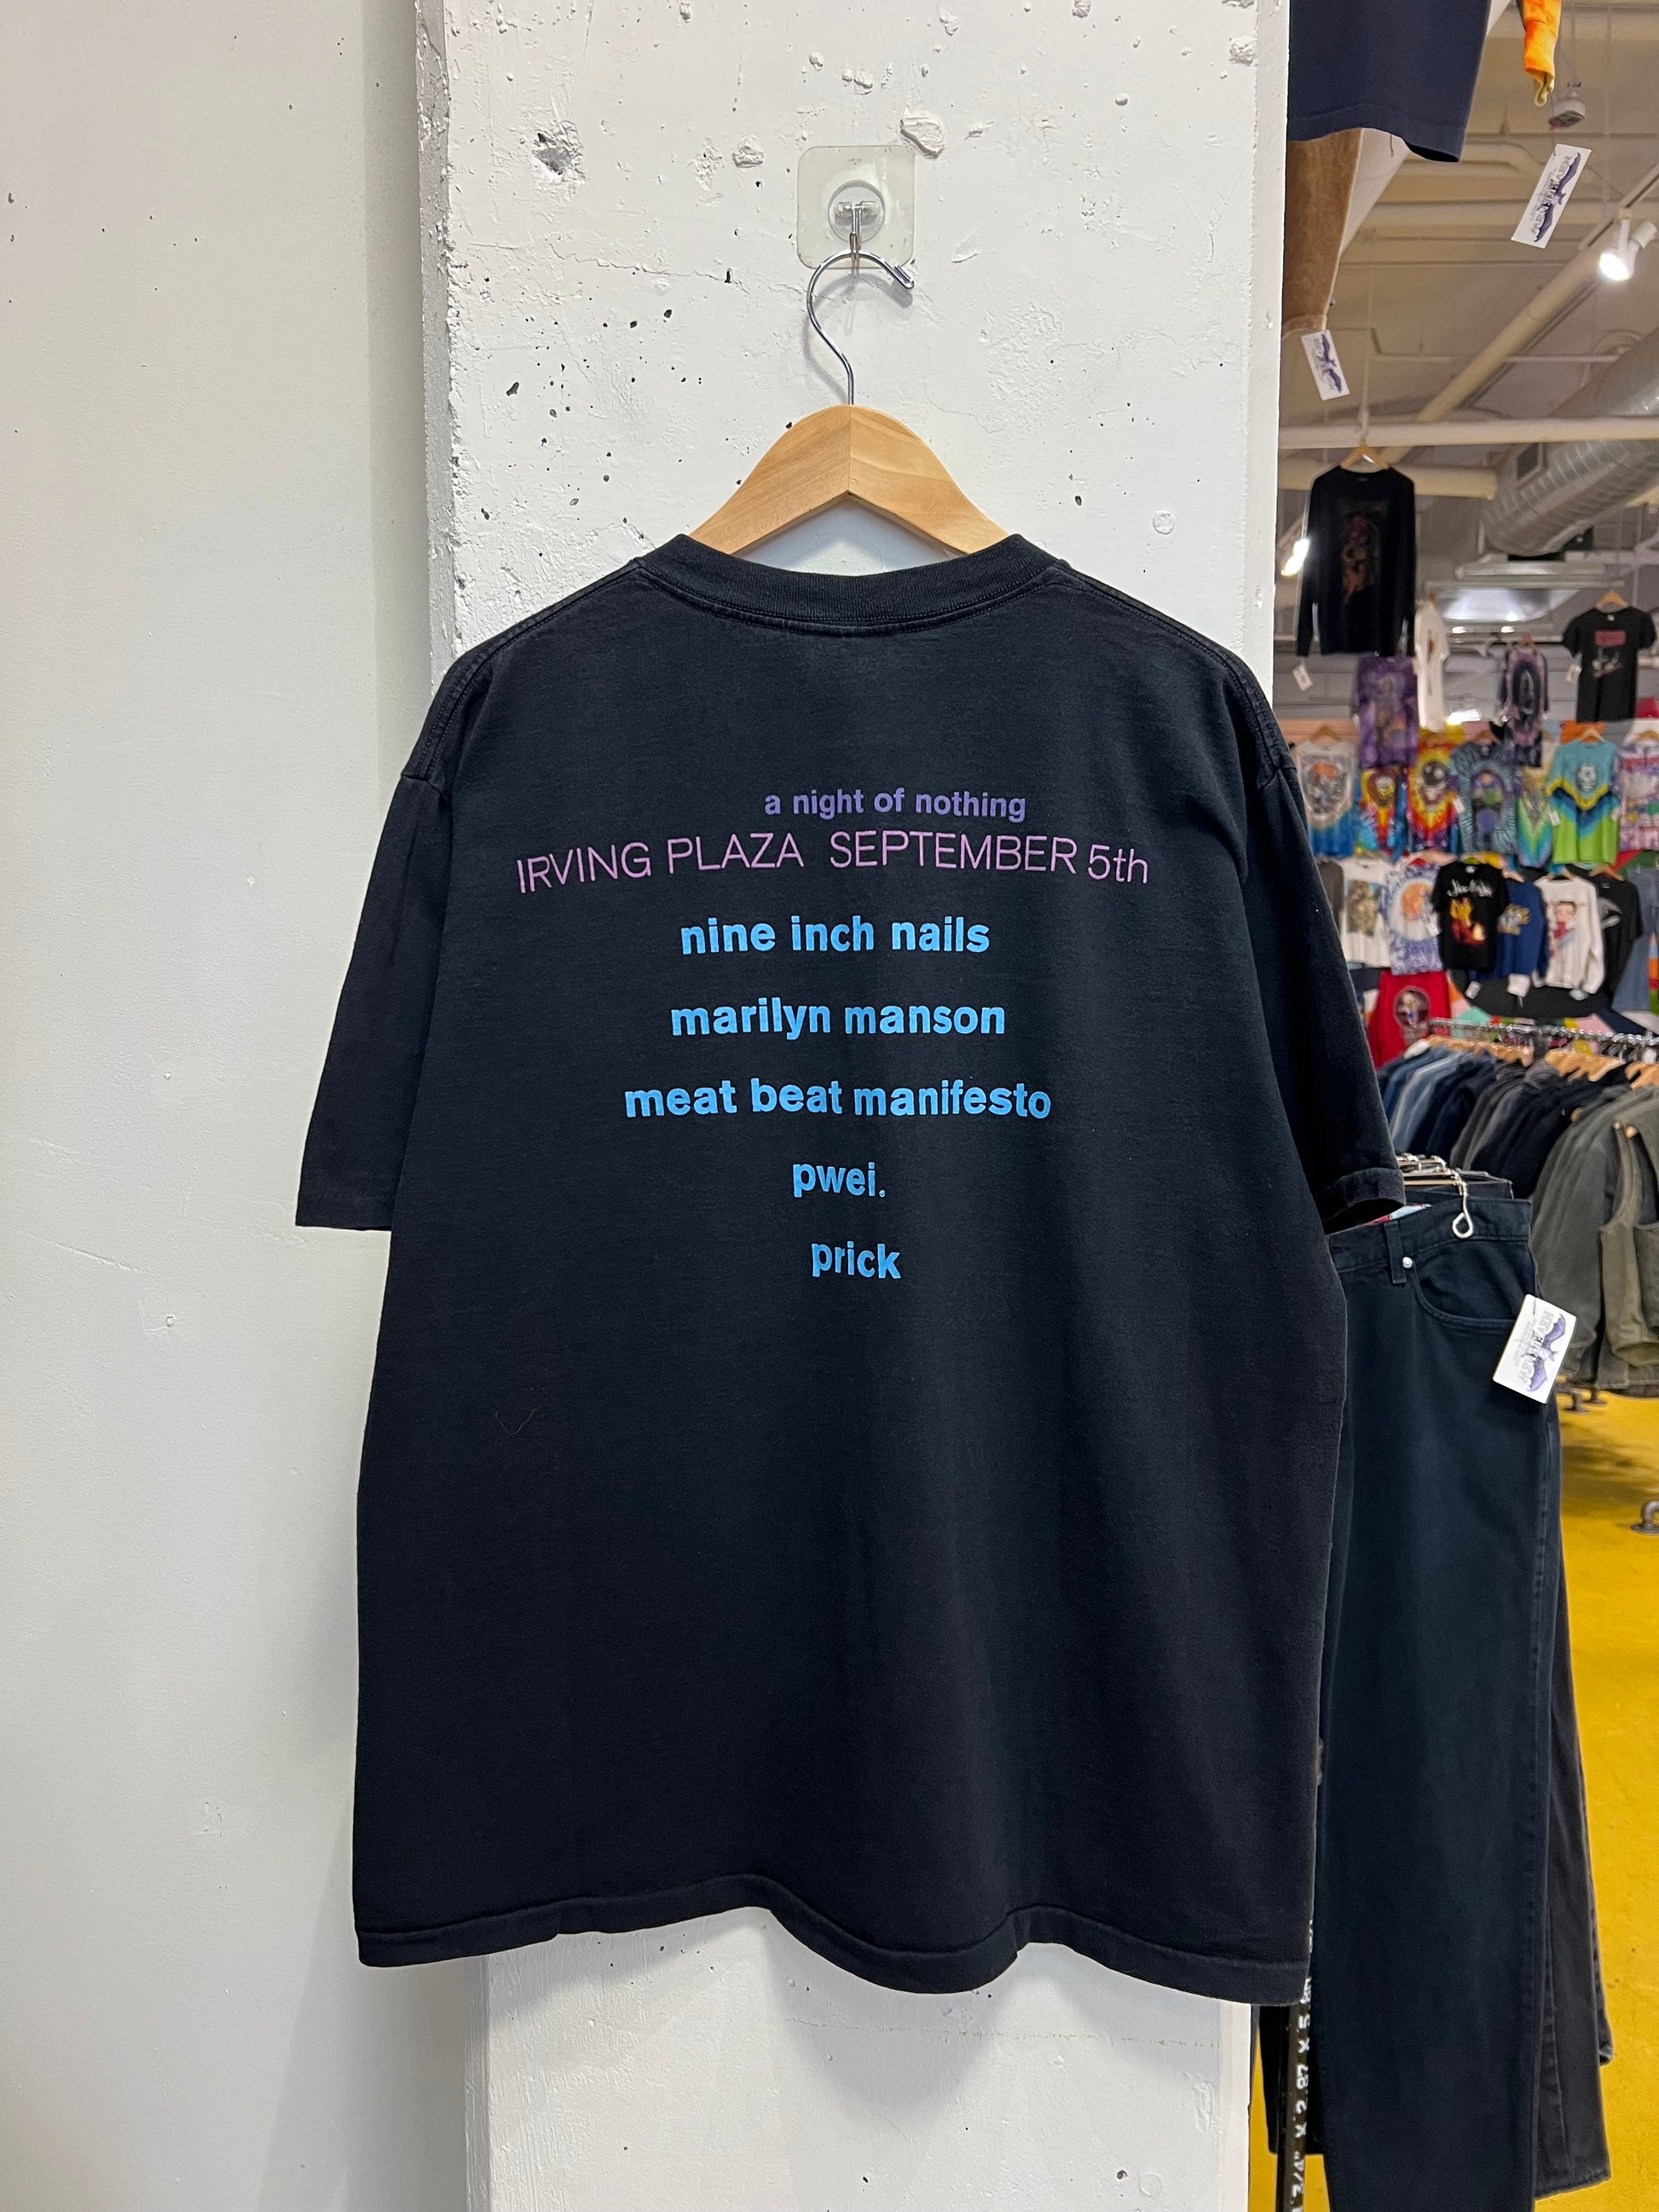 a night of nothing
IRVING PLAZA SEPTEMBER 5th
nine inch nails
marilyn manson
meat beat manifesto
pwei.
prick